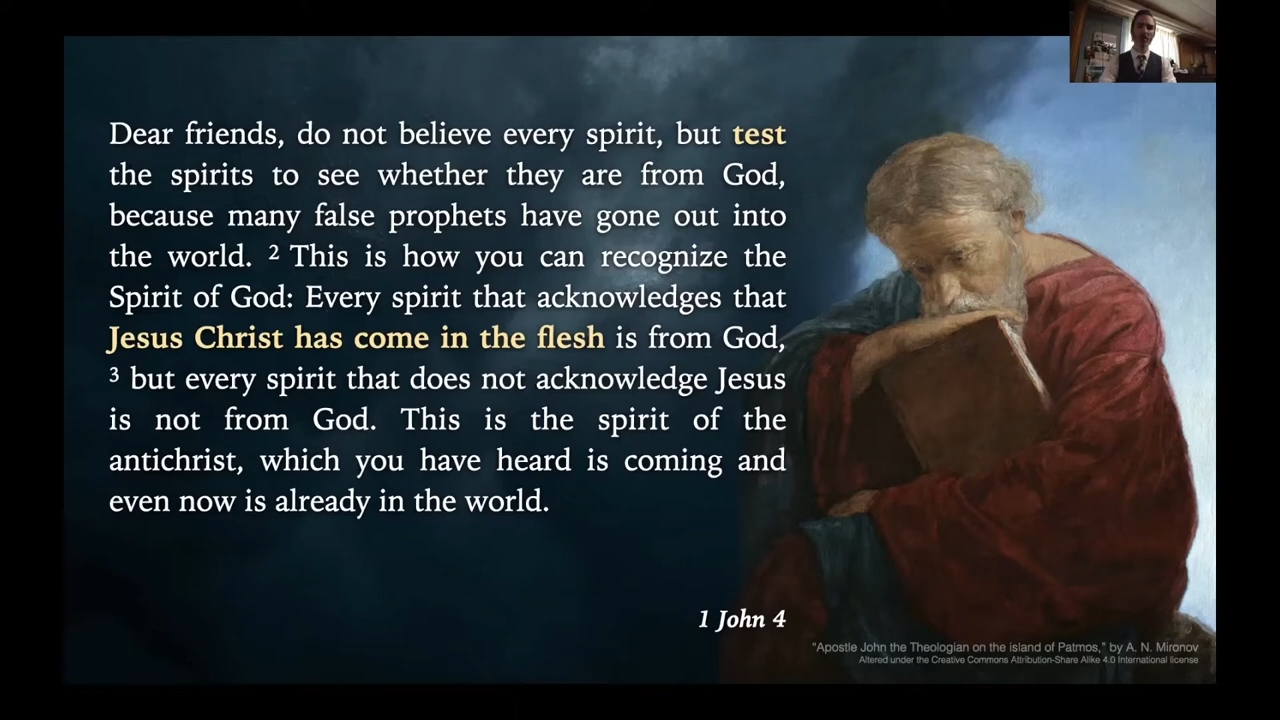 Dear friends, do not believe every spirit, but test
the spirits to see whether they are from God,
because many false prophets have gone out into
the world. ² This is how you can recognize the
Spirit of God: Every spirit that acknowledges that
Jesus Christ has come in the flesh is from God,
³ but every spirit that does not acknowledge Jesus
is not from God. This is the spirit of the
antichrist, which you have heard is coming and
even now is already in the world.
1 John 4
“Apostle John the Theologian on the island of Patmos,” by A. N. Mironov
Altered under the Creative Commons Attribution-Share Alike 4.0 International license